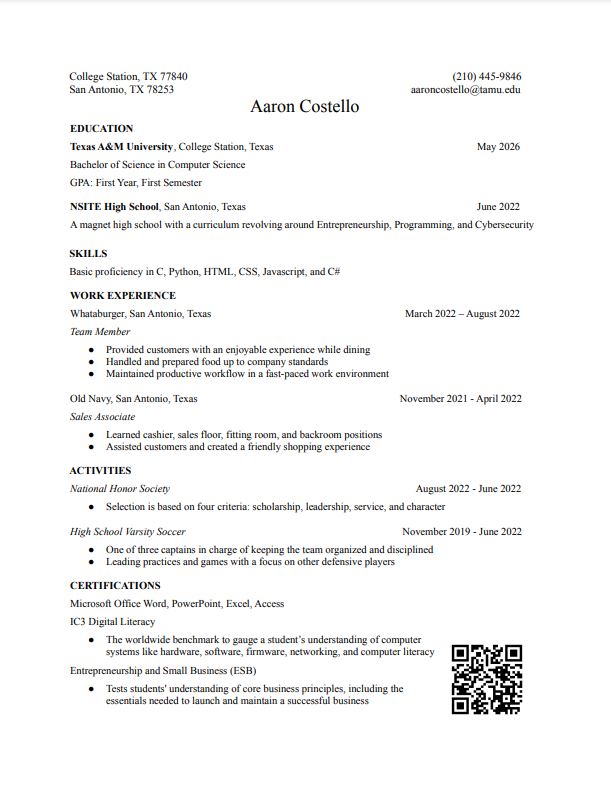 College Station, TX 77840 (210) 445-9846
San Antonio, TX 78253 aaroncostello@tamu.edu
Aaron Costello
EDUCATION
Texas A&M University, College Station, Texas May 2026
Bachelor of Science in Computer Science
GPA: First Year, First Semester
NSITE High School, San Antonio, Texas June 2022
A magnet high school with a curriculum revolving around Entrepreneurship, Programming, and Cybersecurity
SKILLS
Basic proficiency in C, Python, HTML, CSS, Javascript, and C#
WORK EXPERIENCE
Whataburger, San Antonio, Texas March 2022 – August 2022
Team Member
● Provided customers with an enjoyable experience while dining
● Handled and prepared food up to company standards
● Maintained productive workflow in a fast-paced work environment
Old Navy, San Antonio, Texas November 2021 - April 2022
Sales Associate
● Learned cashier, sales floor, fitting room, and backroom positions
● Assisted customers and created a friendly shopping experience
ACTIVITIES
National Honor Society August 2022 - June 2022
● Selection is based on four criteria: scholarship, leadership, service, and character
High School Varsity Soccer November 2019 - June 2022
● One of three captains in charge of keeping the team organized and disciplined
● Leading practices and games with a focus on other defensive players
CERTIFICATIONS
Microsoft Office Word, PowerPoint, Excel, Access
IC3 Digital Literacy
● The worldwide benchmark to gauge a student’s understanding of computer
systems like hardware, software, firmware, networking, and computer literacy
Entrepreneurship and Small Business (ESB)
● Tests students' understanding of core business principles, including the
essentials needed to launch and maintain a successful business